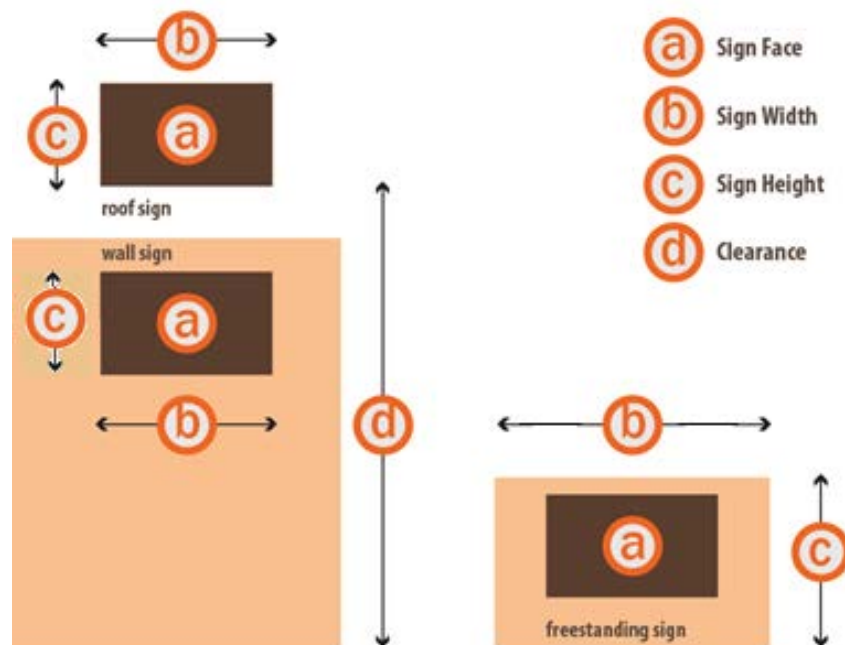 b
a Sign Face
c
a
b Sign Width
roof sign
c Sign Height
wall sign
d Clearance
c
a
b
d
b
a
c
freestanding sign